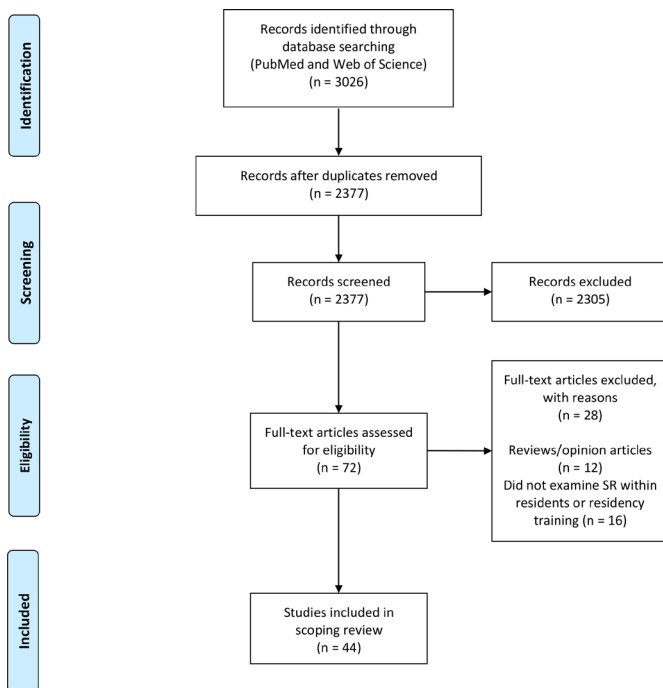 Identification
Records identified through
database searching
(PubMed and Web of Science)
(n = 3026)
Records after duplicates removed
(n = 2377)
Screening
Records screened
(n = 2377)
Records excluded
(n = 2305)
Eligibility
Full-text articles assessed
for eligibility
(n = 72)
Full-text articles excluded,
with reasons
(n = 28)
Reviews/opinion articles
(n = 12)
Did not examine SR within
residents or residency
training (n = 16)
Included
Studies included in
scoping review
(n = 44)